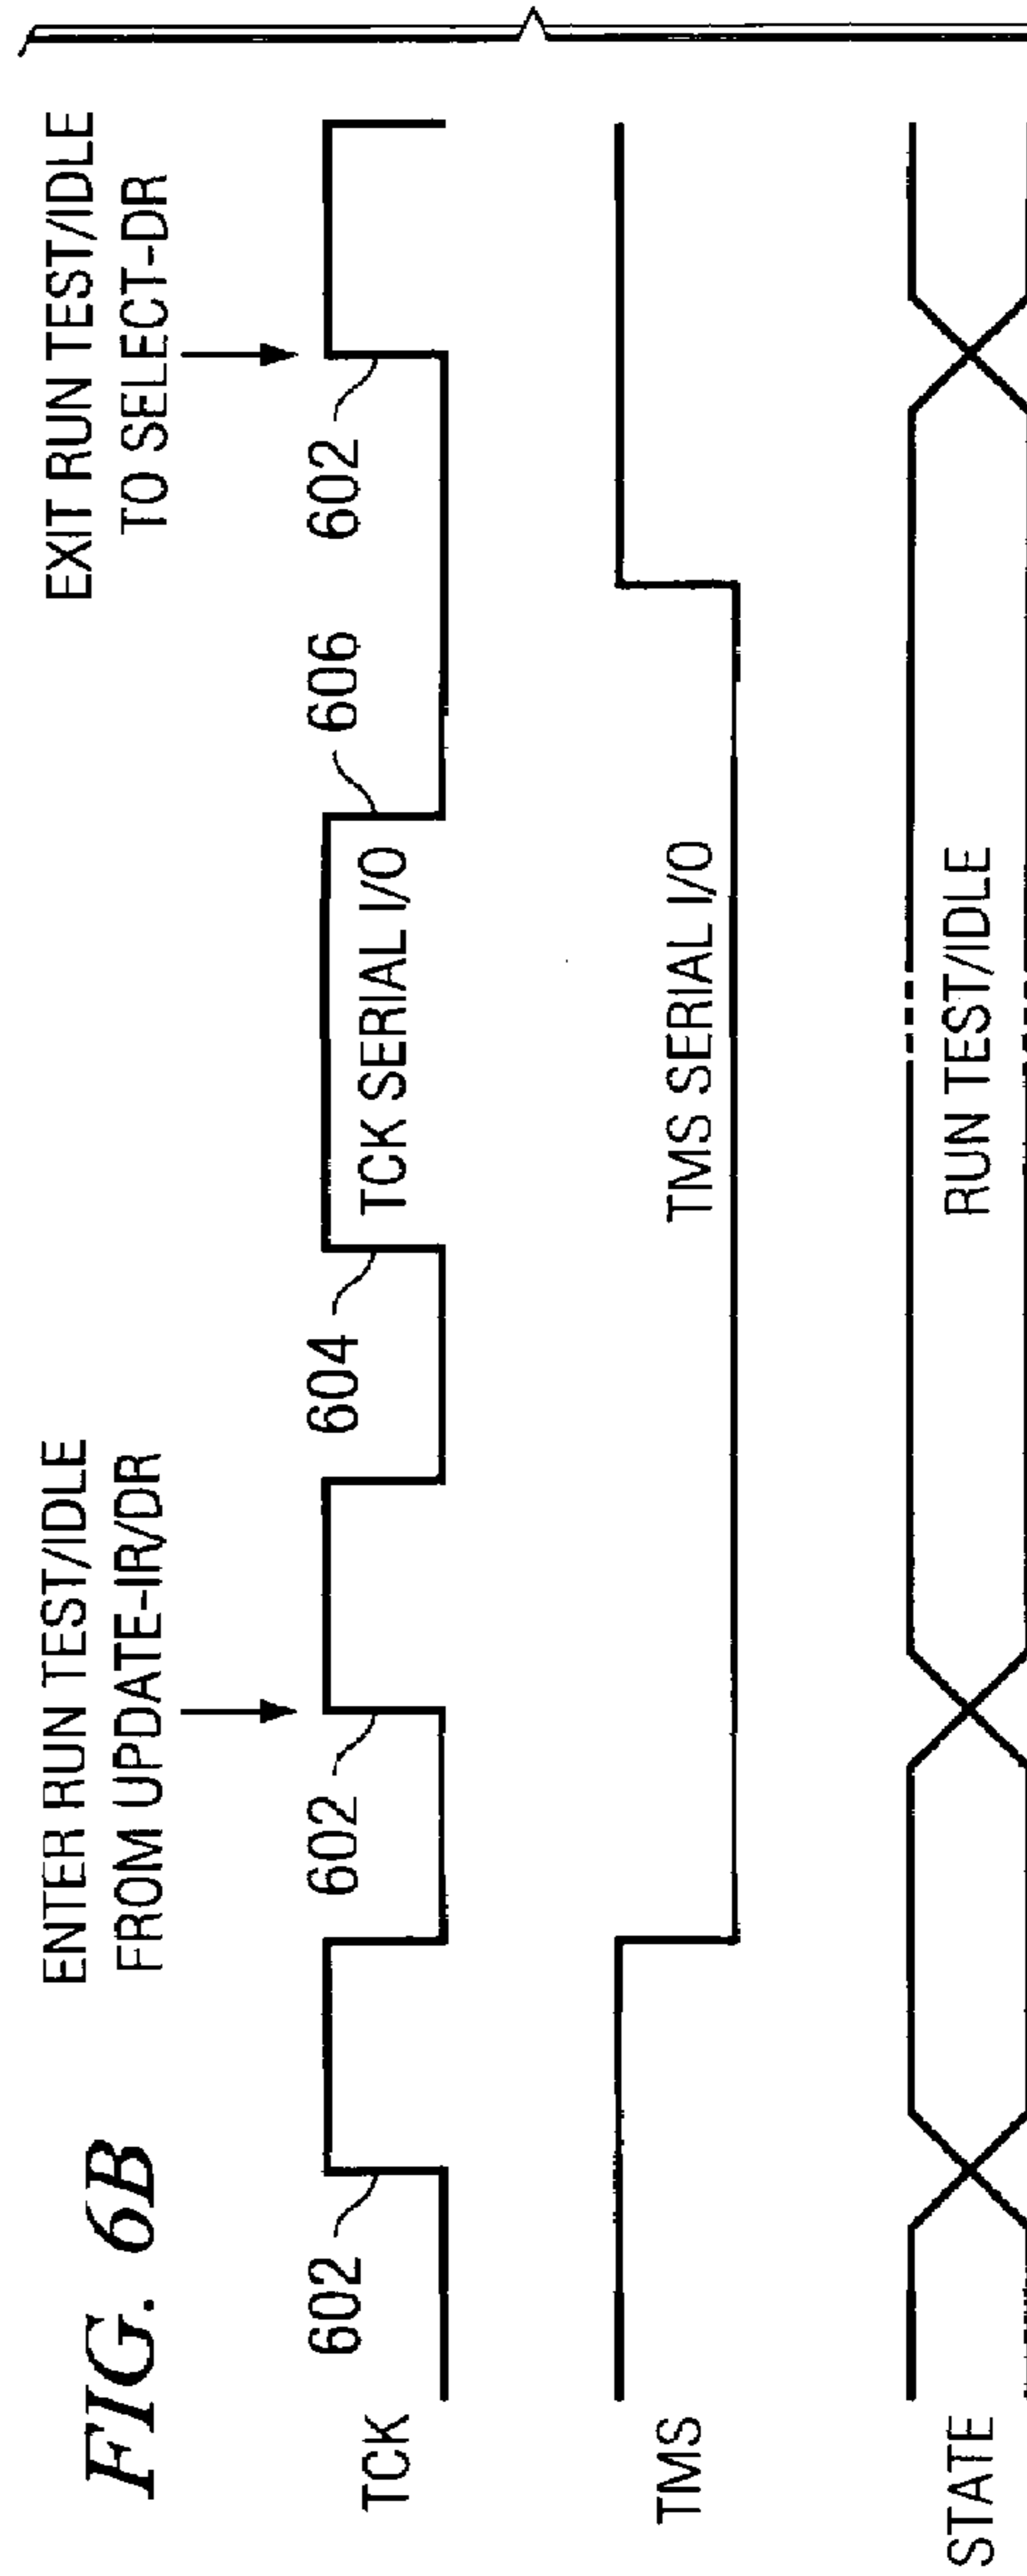 FIG. 6B
ENTER RUN TEST/IDLE
FROM UPDATE-IR/DR
EXIT RUN TEST/IDLE
TO SELECT-DR
TCK
602
602
604
TCK SERIAL I/O
606
602
TMS
TMS SERIAL I/O
STATE
RUN TEST/IDLE